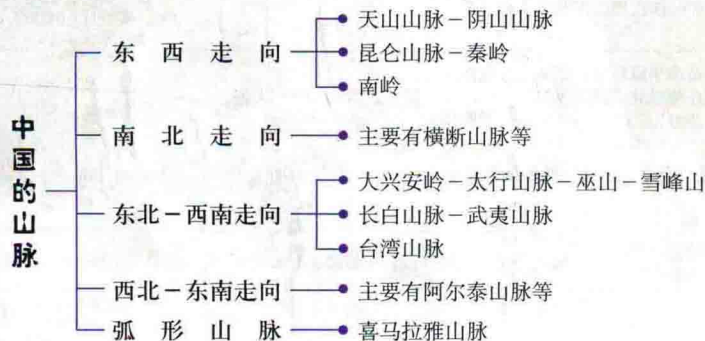 中国的山脉
东西走向
天山山脉－阴山山脉
昆仑山脉－秦岭
南岭
南北走向
主要有横断山脉等
东北－西南走向
大兴安岭－太行山脉－巫山－雪峰山
长白山脉－武夷山脉
台湾山脉
西北－东南走向
主要有阿尔泰山脉等
弧形山脉
喜马拉雅山脉